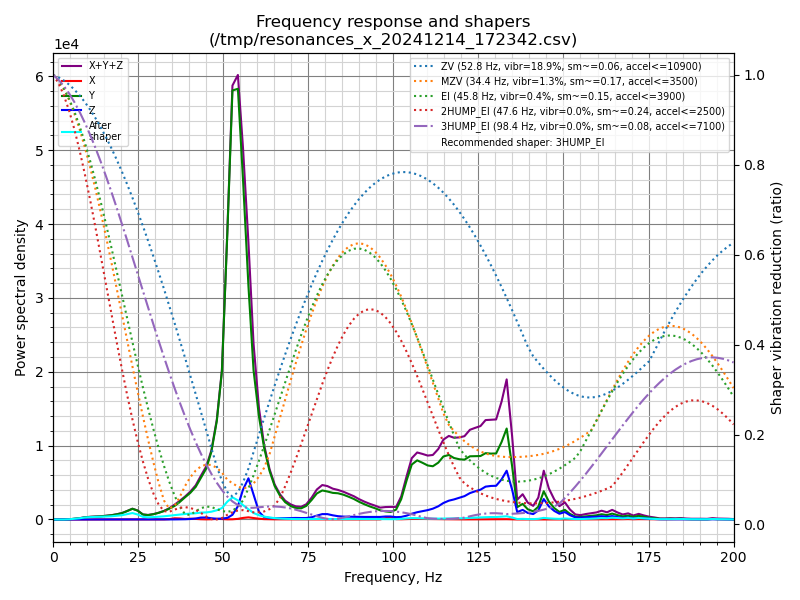 Frequency response and shapers
(/tmp/resonances_x_20241214_172342.csv)
1e4
X+Y+Z
X
Y
Z
After
shaper
ZV (52.8 Hz, vibr=18.9%, sm~=0.06, accel<=10900)
MZV (34.4 Hz, vibr=1.3%, sm~=0.17, accel<=3500)
EI (45.8 Hz, vibr=0.4%, sm~=0.15, accel<=3900)
2HUMP_EI (47.6 Hz, vibr=0.0%, sm~=0.24, accel<=2500)
3HUMP_EI (98.4 Hz, vibr=0.0%, sm~=0.08, accel<=7100)
Recommended shaper: 3HUMP_EI
Power spectral density
6
5
4
3
2
1
0
1.0
0.8
0.6
0.4
0.2
0.0
Shaper vibration reduction (ratio)
0 25 50 75 100 125 150 175 200
Frequency, Hz